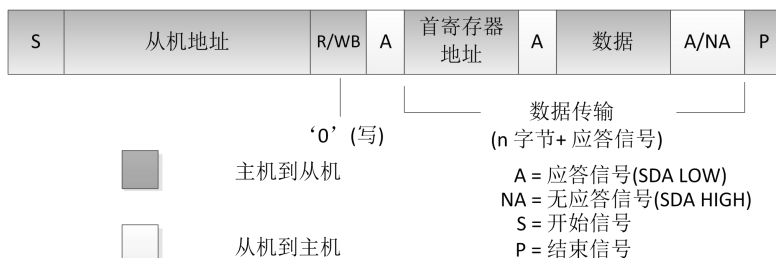 S 从机地址 R/WB A 首寄存器地址 A 数据 A/NA P
‘0’ (写)
数据传输
(n 字节+ 应答信号)
主机到从机
从机到主机
A = 应答信号(SDA LOW)
NA = 无应答信号(SDA HIGH)
S = 开始信号
P = 结束信号